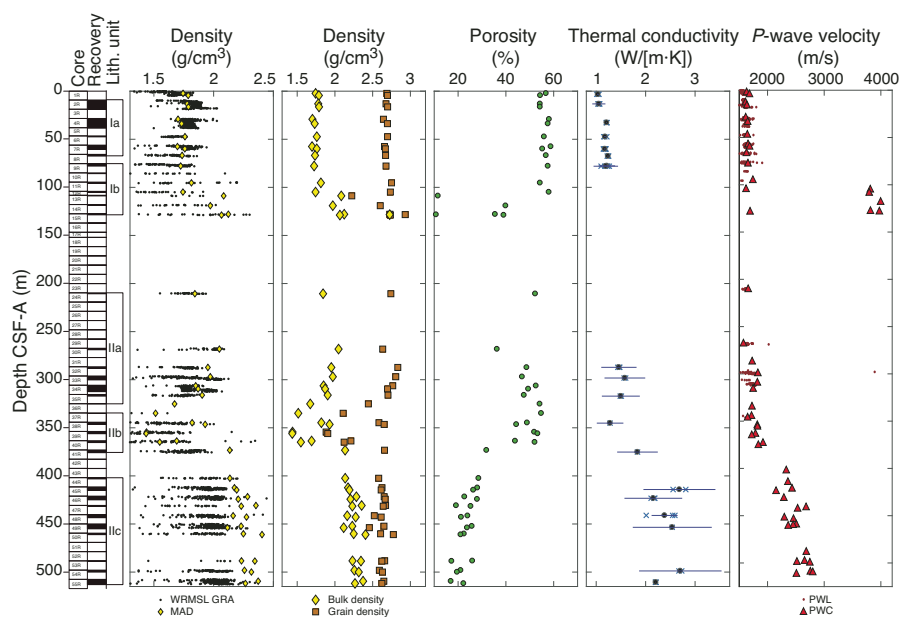 Core
Recovery
Lith. unit
Density
(g/cm³)
Density
(g/cm³)
Porosity
(%)
Thermal conductivity
(W/[m·K])
P-wave velocity
(m/s)
1.5 2 2.5
1.5 2 2.5 3
20 40 60
1 2 3
2000 4000
Depth CSF-A (m)
0
50
100
150
200
250
300
350
400
450
500
1R
2R
3R
4R
5R
6R
7R
8R
9R
10R
11R
13R
14R
15R
16R
17R
18R
19R
20R
21R
22R
23R
24R
25R
26R
27R
28R
29R
30R
31R
32R
33R
34R
35R
36R
37R
38R
39R
40R
41R
43R
44R
45R
46R
47R
48R
49R
50R
51R
52R
53R
54R
55R
Ia
Ib
IIa
IIb
IIc
WRMSL GRA
MAD
Bulk density
Grain density
PWL
PWC